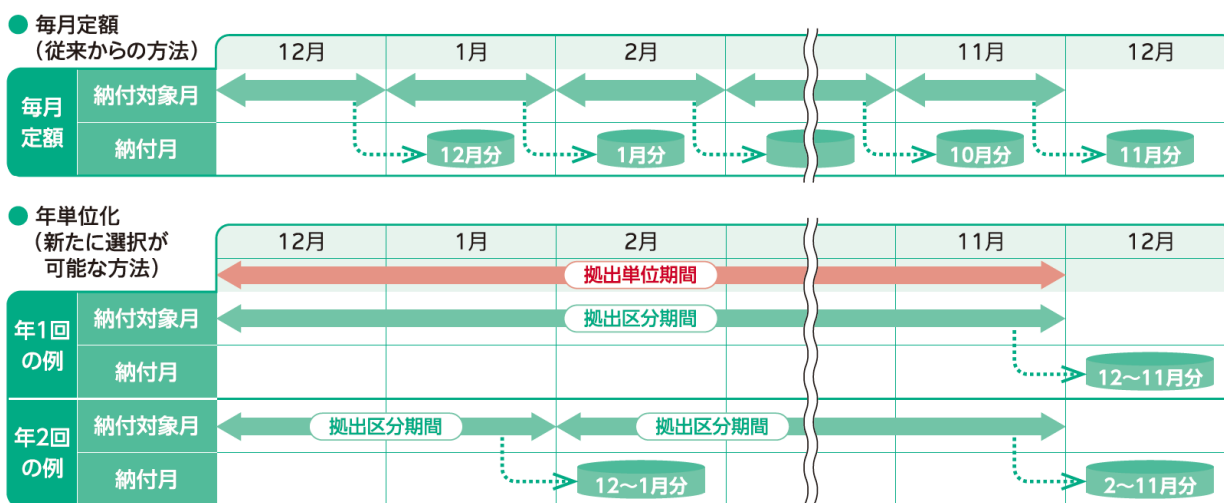 ● 毎月定額
（従来からの方法）
12月 1月 2月 11月 12月
毎月
定額
納付対象月
納付月
12月分 1月分 10月分 11月分
● 年単位化
（新たに選択が
可能な方法）
12月 1月 2月 11月 12月
拠出単位期間
年1回
の例
納付対象月
拠出区分期間
納付月
12～11月分
年2回
の例
納付対象月
拠出区分期間 拠出区分期間
納付月
12～1月分 2～11月分